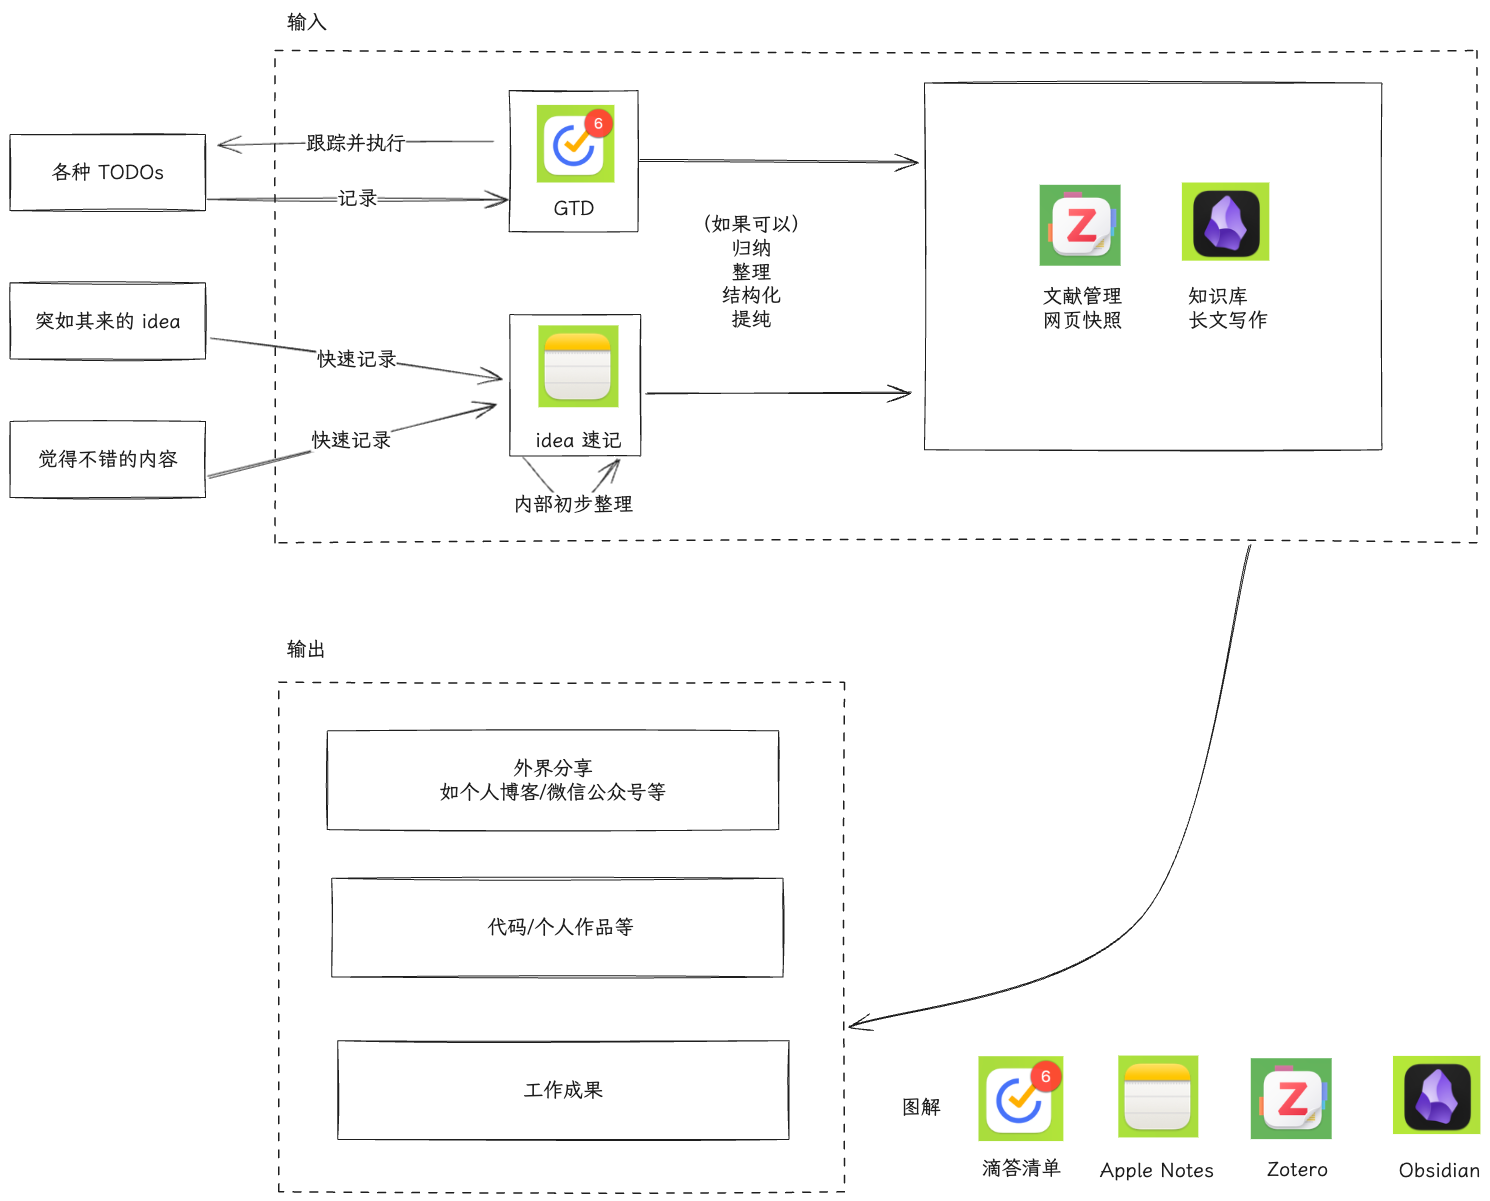 输入
各种 TODOs
跟踪并执行
记录
6
GTD
突如其来的 idea
快速记录
觉得不错的内容
快速记录
idea 速记
内部初步整理
(如果可以)
归纳
整理
结构化
提纯
Z
文献管理
网页快照
知识库
长文写作
输出
外界分享
如个人博客/微信公众号等
代码/个人作品等
工作成果
图解
6
滴答清单
Apple Notes
Z
Zotero
Obsidian